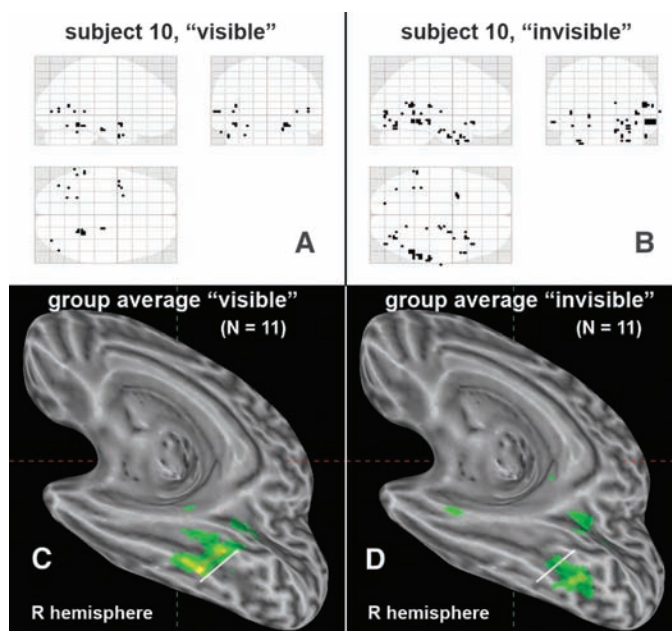 subject 10, “visible”
A
subject 10, “invisible”
B
group average “visible”
(N = 11)
C
R hemisphere
group average “invisible”
(N = 11)
D
R hemisphere